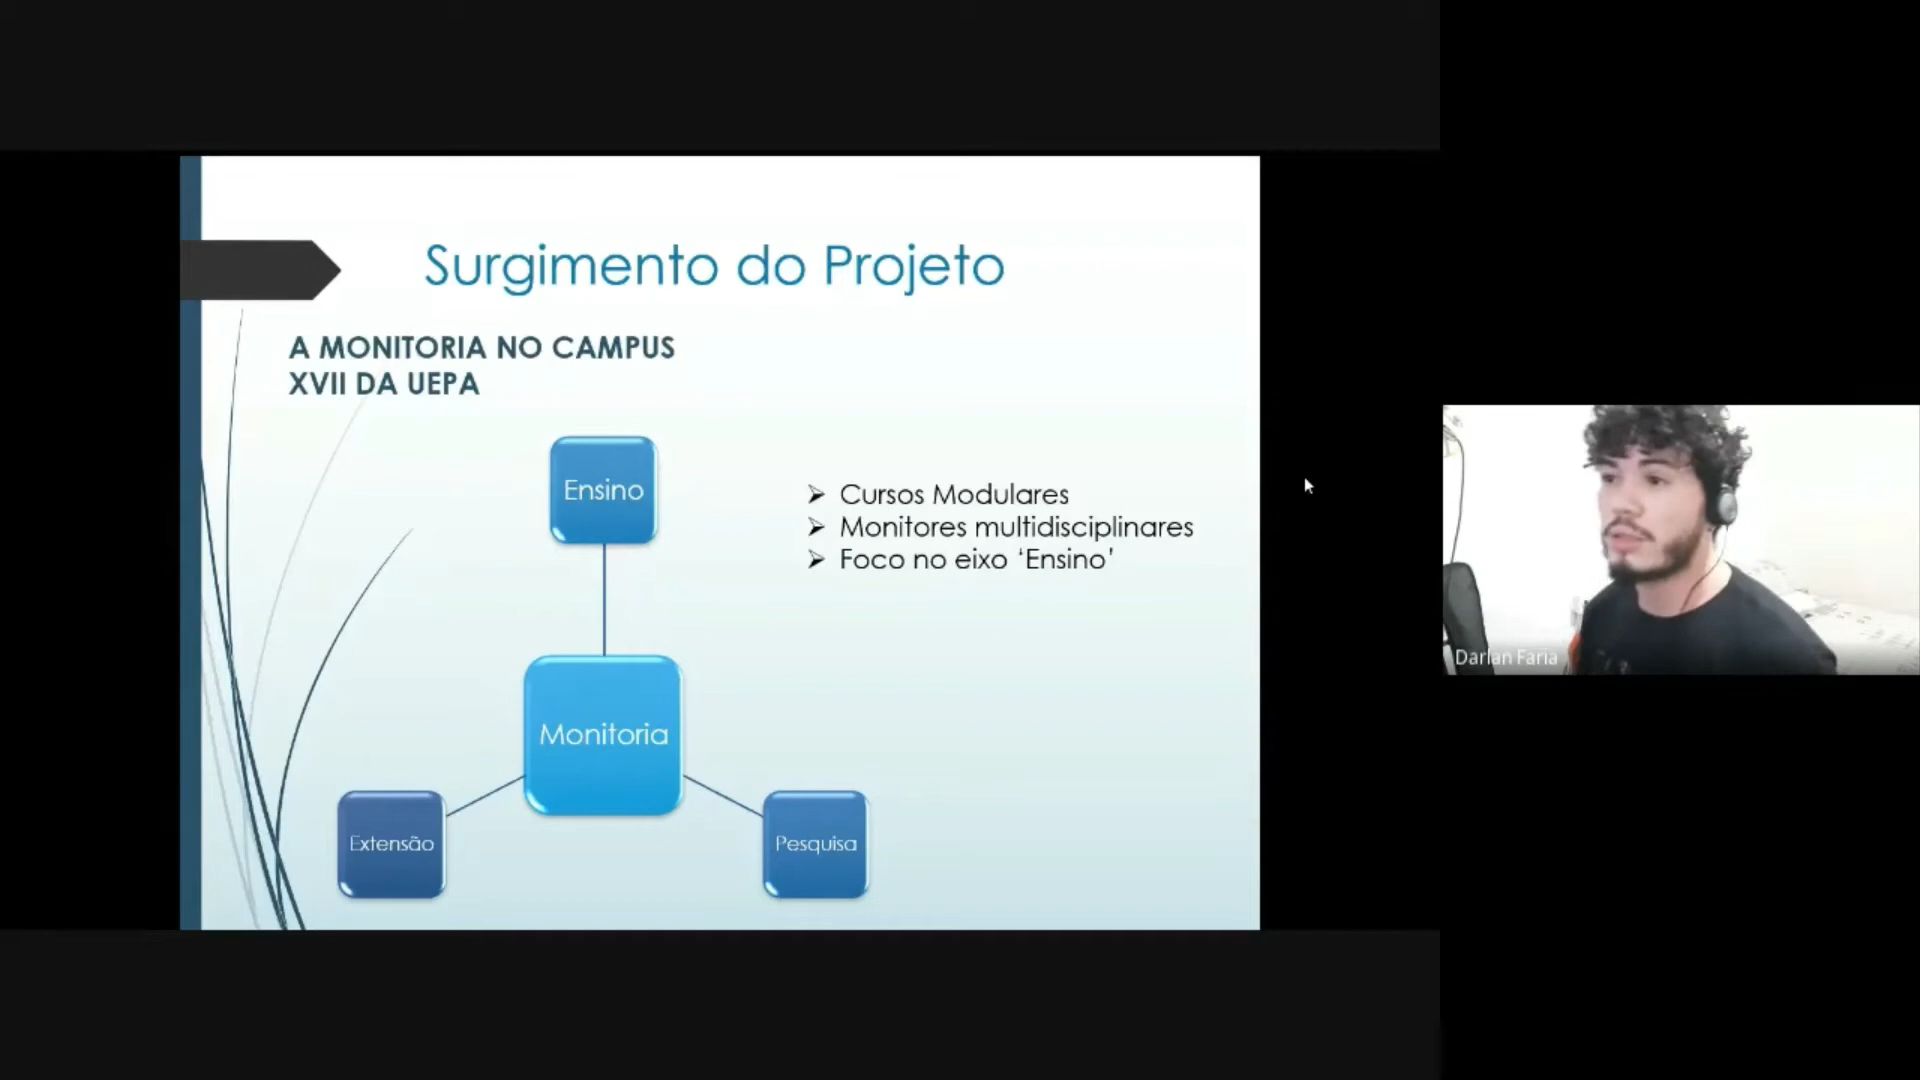 Surgimento do Projeto
A MONITORIA NO CAMPUS
XVII DA UEPA
Ensino
➢ Cursos Modulares
➢ Monitores multidisciplinares
➢ Foco no eixo ‘Ensino’
Monitoria
Extensão
Pesquisa
Darlan Faria